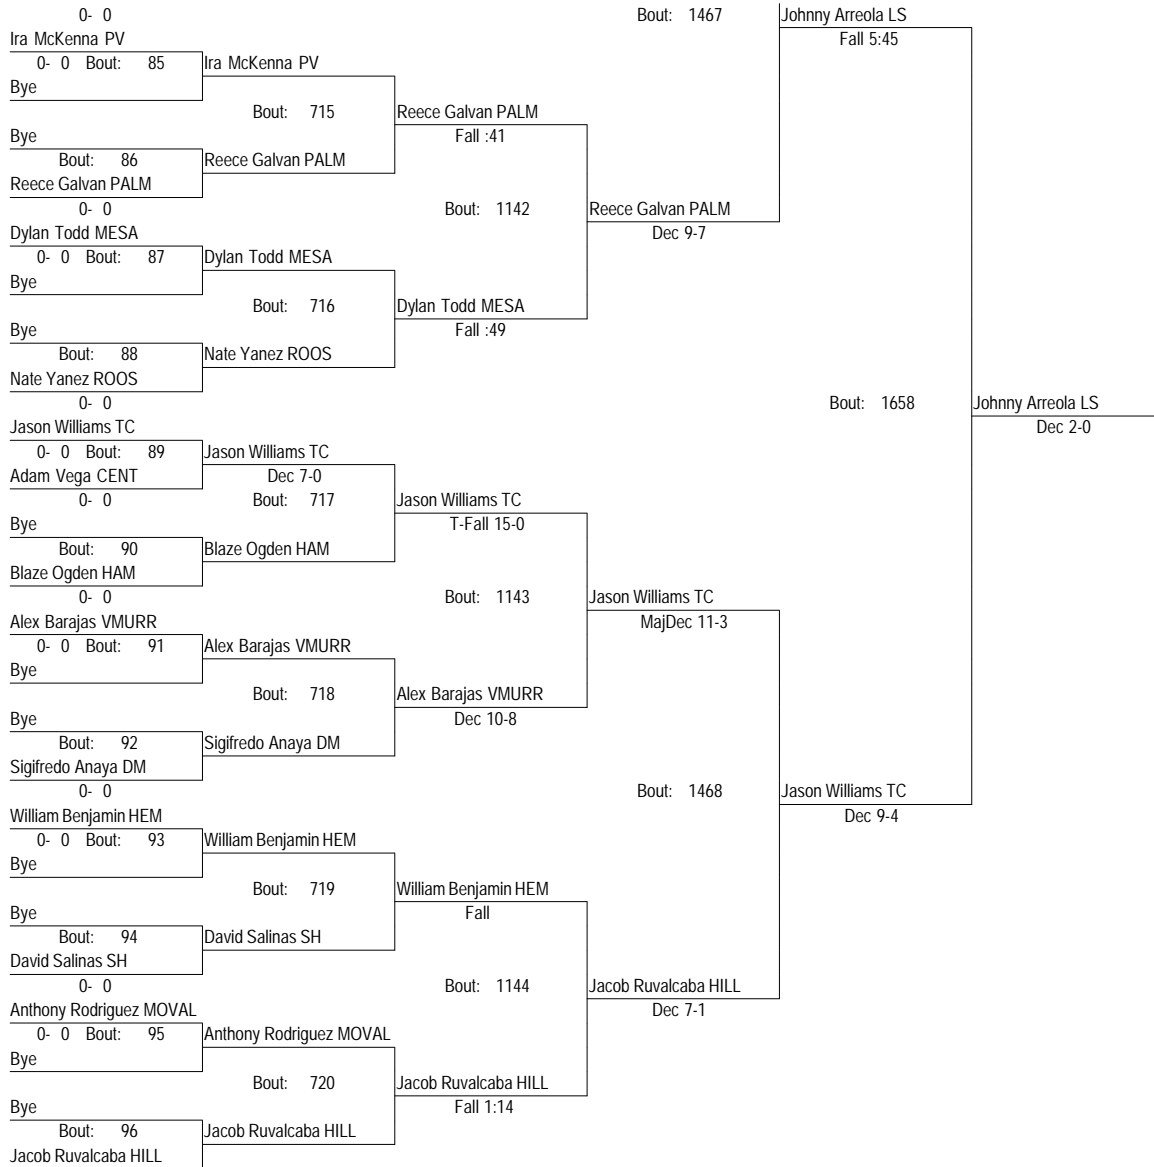 0- 0
Bout: 1467
Johnny Arreola LS
Ira McKenna PV
Fall 5:45
0- 0 Bout: 85
Ira McKenna PV
Bye
Bout: 715
Reece Galvan PALM
Bye
Fall :41
Bout: 86
Reece Galvan PALM
Reece Galvan PALM
0- 0
Bout: 1142
Reece Galvan PALM
Dylan Todd MESA
Dec 9-7
0- 0 Bout: 87
Dylan Todd MESA
Bye
Bout: 716
Dylan Todd MESA
Bye
Fall :49
Bout: 88
Nate Yanez ROOS
Nate Yanez ROOS
0- 0
Bout: 1658
Johnny Arreola LS
Jason Williams TC
Dec 2-0
0- 0 Bout: 89
Jason Williams TC
Adam Vega CENT
Dec 7-0
0- 0
Bout: 717
Jason Williams TC
Bye
T-Fall 15-0
Bout: 90
Blaze Ogden HAM
Blaze Ogden HAM
0- 0
Bout: 1143
Jason Williams TC
Alex Barajas VMURR
MajDec 11-3
0- 0 Bout: 91
Alex Barajas VMURR
Bye
Bout: 718
Alex Barajas VMURR
Bye
Dec 10-8
Bout: 92
Sigifredo Anaya DM
Sigifredo Anaya DM
0- 0
Bout: 1468
Jason Williams TC
William Benjamin HEM
Dec 9-4
0- 0 Bout: 93
William Benjamin HEM
Bye
Bout: 719
William Benjamin HEM
Bye
Fall
Bout: 94
David Salinas SH
David Salinas SH
0- 0
Bout: 1144
Jacob Ruvalcaba HILL
Anthony Rodriguez MOVAL
Dec 7-1
0- 0 Bout: 95
Anthony Rodriguez MOVAL
Bye
Bout: 720
Jacob Ruvalcaba HILL
Bye
Fall 1:14
Bout: 96
Jacob Ruvalcaba HILL
Jacob Ruvalcaba HILL